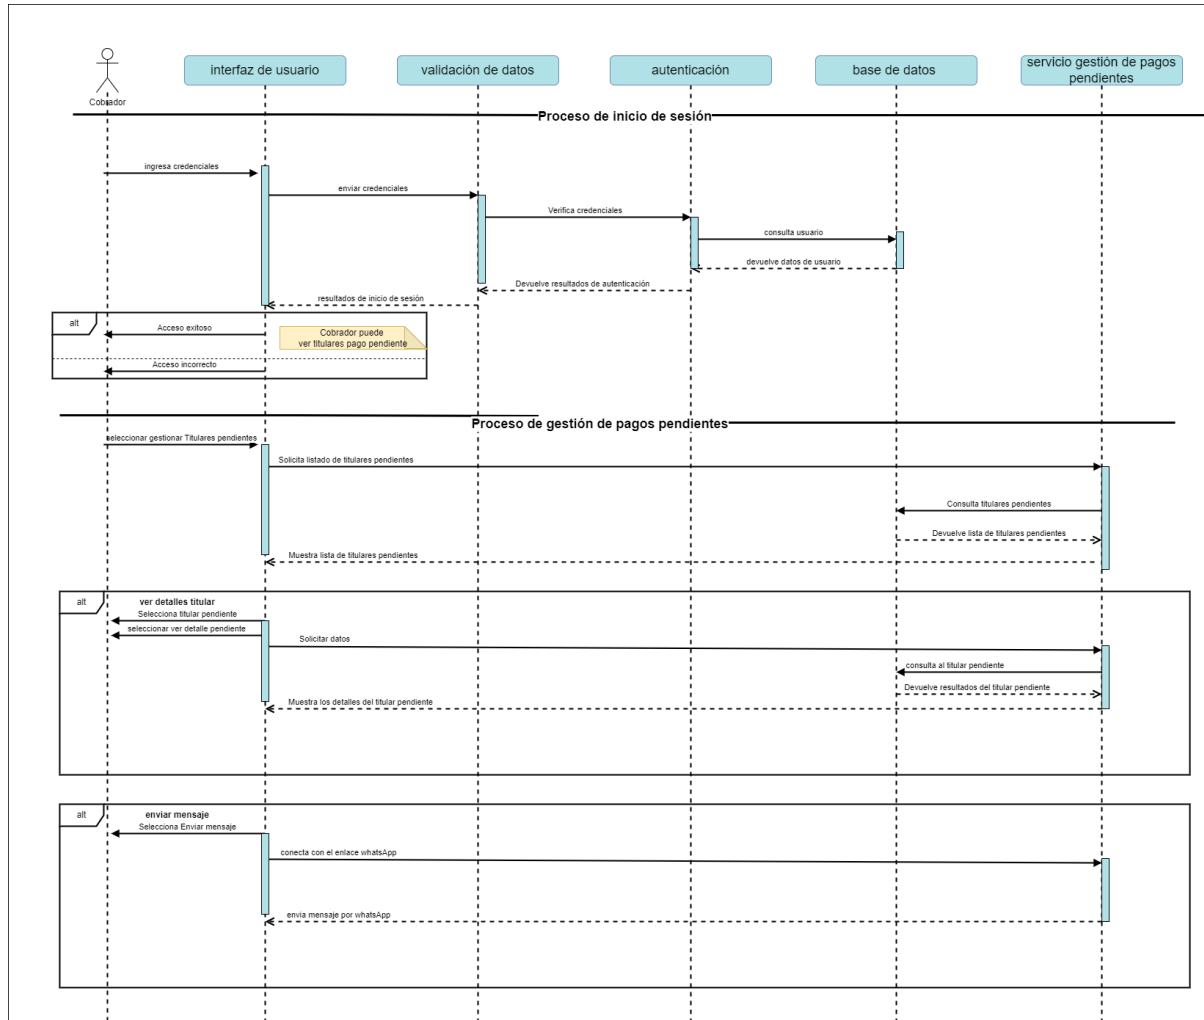 interfaz de usuario
validación de datos
autenticación
base de datos
servicio gestión de pagos
pendientes
Cobrador
Proceso de inicio de sesión
ingresa credenciales
enviar credenciales
Verifica credenciales
consulta usuario
devuelve datos de usuario
Devuelve resultados de autenticación
resultados de inicio de sesión
alt
Acceso exitoso
Cobrador puede
ver titulares pago pendiente
Acceso incorrecto
Proceso de gestión de pagos pendientes
seleccionar gestionar Titulares pendientes
Solicita listado de titulares pendientes
Consulta titulares pendientes
Devuelve lista de titulares pendientes
Muestra lista de titulares pendientes
alt
ver detalles titular
Selecciona titular pendiente
seleccionar ver detalle pendiente
Solicitar datos
consulta al titular pendiente
Devuelve resultados del titular pendiente
Muestra los detalles del titular pendiente
alt
enviar mensaje
Selecciona Enviar mensaje
conecta con el enlace whatsApp
envia mensaje por whatsApp